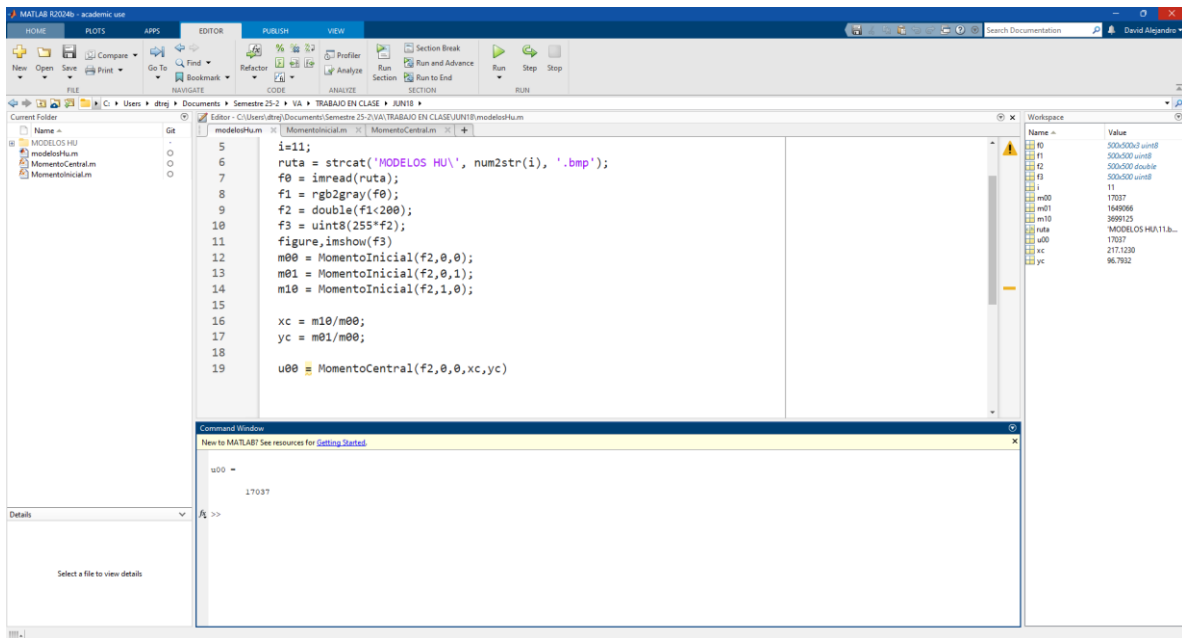 MATLAB R2024b - academic use
HOME PLOTS APPS EDITOR PUBLISH VIEW
Search Documentation
David Alejandro
New Open Save Compare Print
Go To Find Bookmark
Refactor
Profiler Analyze
Run Section
Section Break
Run and Advance
Run to End
Run Step Stop
FILE NAVIGATE CODE ANALYZE SECTION RUN
C: Users dtrej Documents Semestre 25-2 VA TRABAJO EN CLASE JUN18
Current Folder
Name Git
MODELOS HU
modelosHu.m
MomentoCentral.m
MomentoInicial.m
Details
Select a file to view details
Editor - C:\Users\dtrej\Documents\Semestre 25-2\VA\TRABAJO EN CLASE\JUN18\modelosHu.m
modelosHu.m MomentoInicial.m MomentoCentral.m
5 i=11;
6 ruta = strcat('MODELOS HU\', num2str(i), '.bmp');
7 f0 = imread(ruta);
8 f1 = rgb2gray(f0);
9 f2 = double(f1<200);
10 f3 = uint8(255*f2);
11 figure,imshow(f3)
12 m00 = MomentoInicial(f2,0,0);
13 m01 = MomentoInicial(f2,0,1);
14 m10 = MomentoInicial(f2,1,0);
15
16 xc = m10/m00;
17 yc = m01/m00;
18
19 u00 = MomentoCentral(f2,0,0,xc,yc)
Command Window
New to MATLAB? See resources for Getting Started.
u00 =
17037
fx >>
Workspace
Name Value
f0 500x500x3 uint8
f1 500x500 uint8
f2 500x500 double
f3 500x500 uint8
i 11
m00 17037
m01 1649066
m10 3699125
ruta 'MODELOS HU\11.b...
u00 17037
xc 217.1230
yc 96.7932